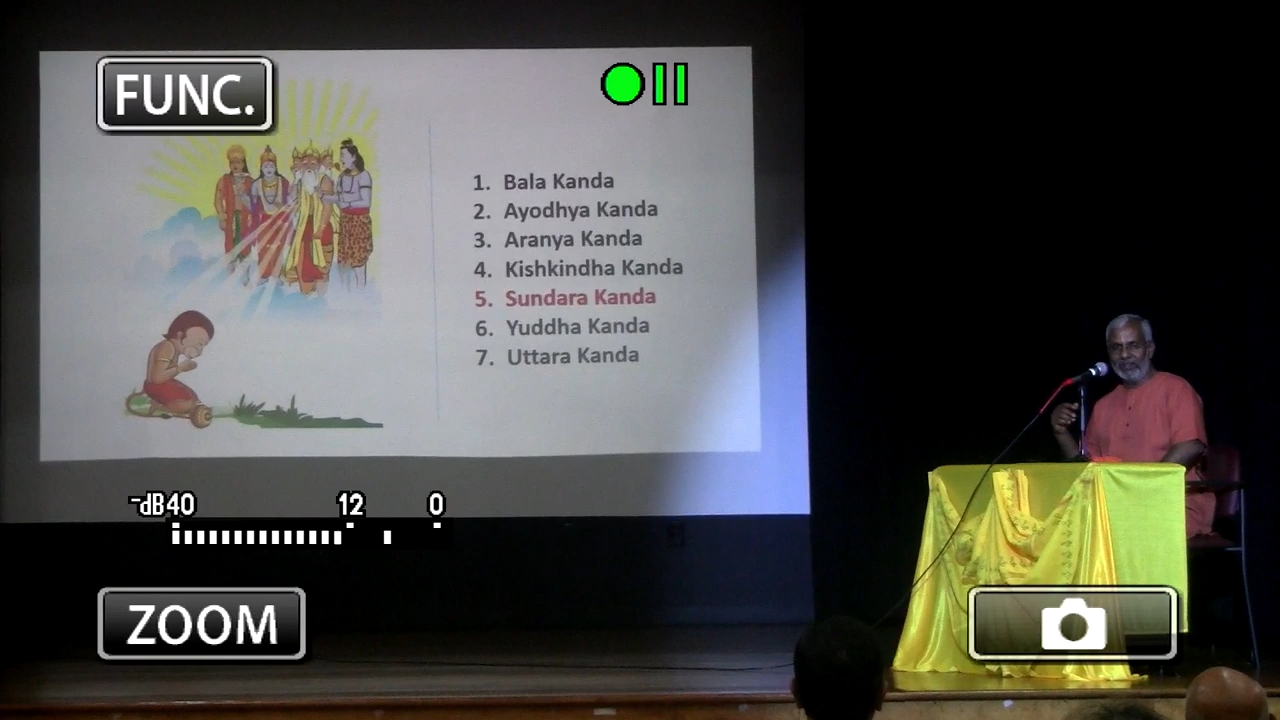 FUNC.
1. Bala Kanda
2. Ayodhya Kanda
3. Aranya Kanda
4. Kishkindha Kanda
5. Sundara Kanda
6. Yuddha Kanda
7. Uttara Kanda
-dB40 12 0
ZOOM